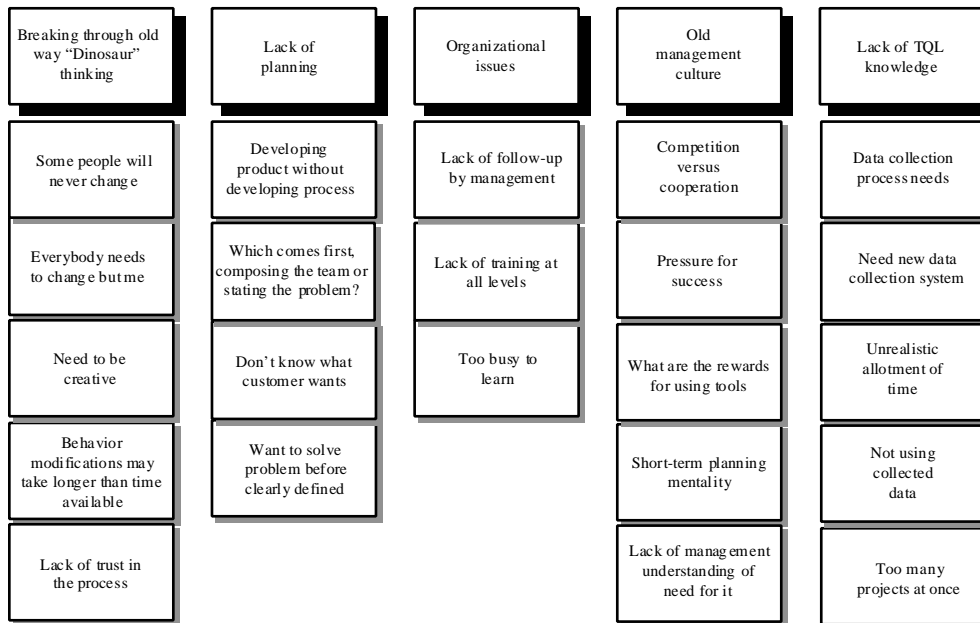 Breaking through old
way “Dinosaur”
thinking
Some people will
never change
Everybody needs
to change but me
Need to be
creative
Behavior
modifications may
take longer than time
available
Lack of trust in
the process
Lack of
planning
Developing
product without
developing process
Which comes first,
composing the team or
stating the problem?
Don’t know what
customer wants
Want to solve
problem before
clearly defined
Organizational
issues
Lack of follow-up
by management
Lack of training at
all levels
Too busy to
learn
Old
management
culture
Competition
versus
cooperation
Pressure for
success
What are the rewards
for using tools
Short-term planning
mentality
Lack of management
understanding of
need for it
Lack of TQL
knowledge
Data collection
process needs
Need new data
collection system
Unrealistic
allotment of
time
Not using
collected
data
Too many
projects at once